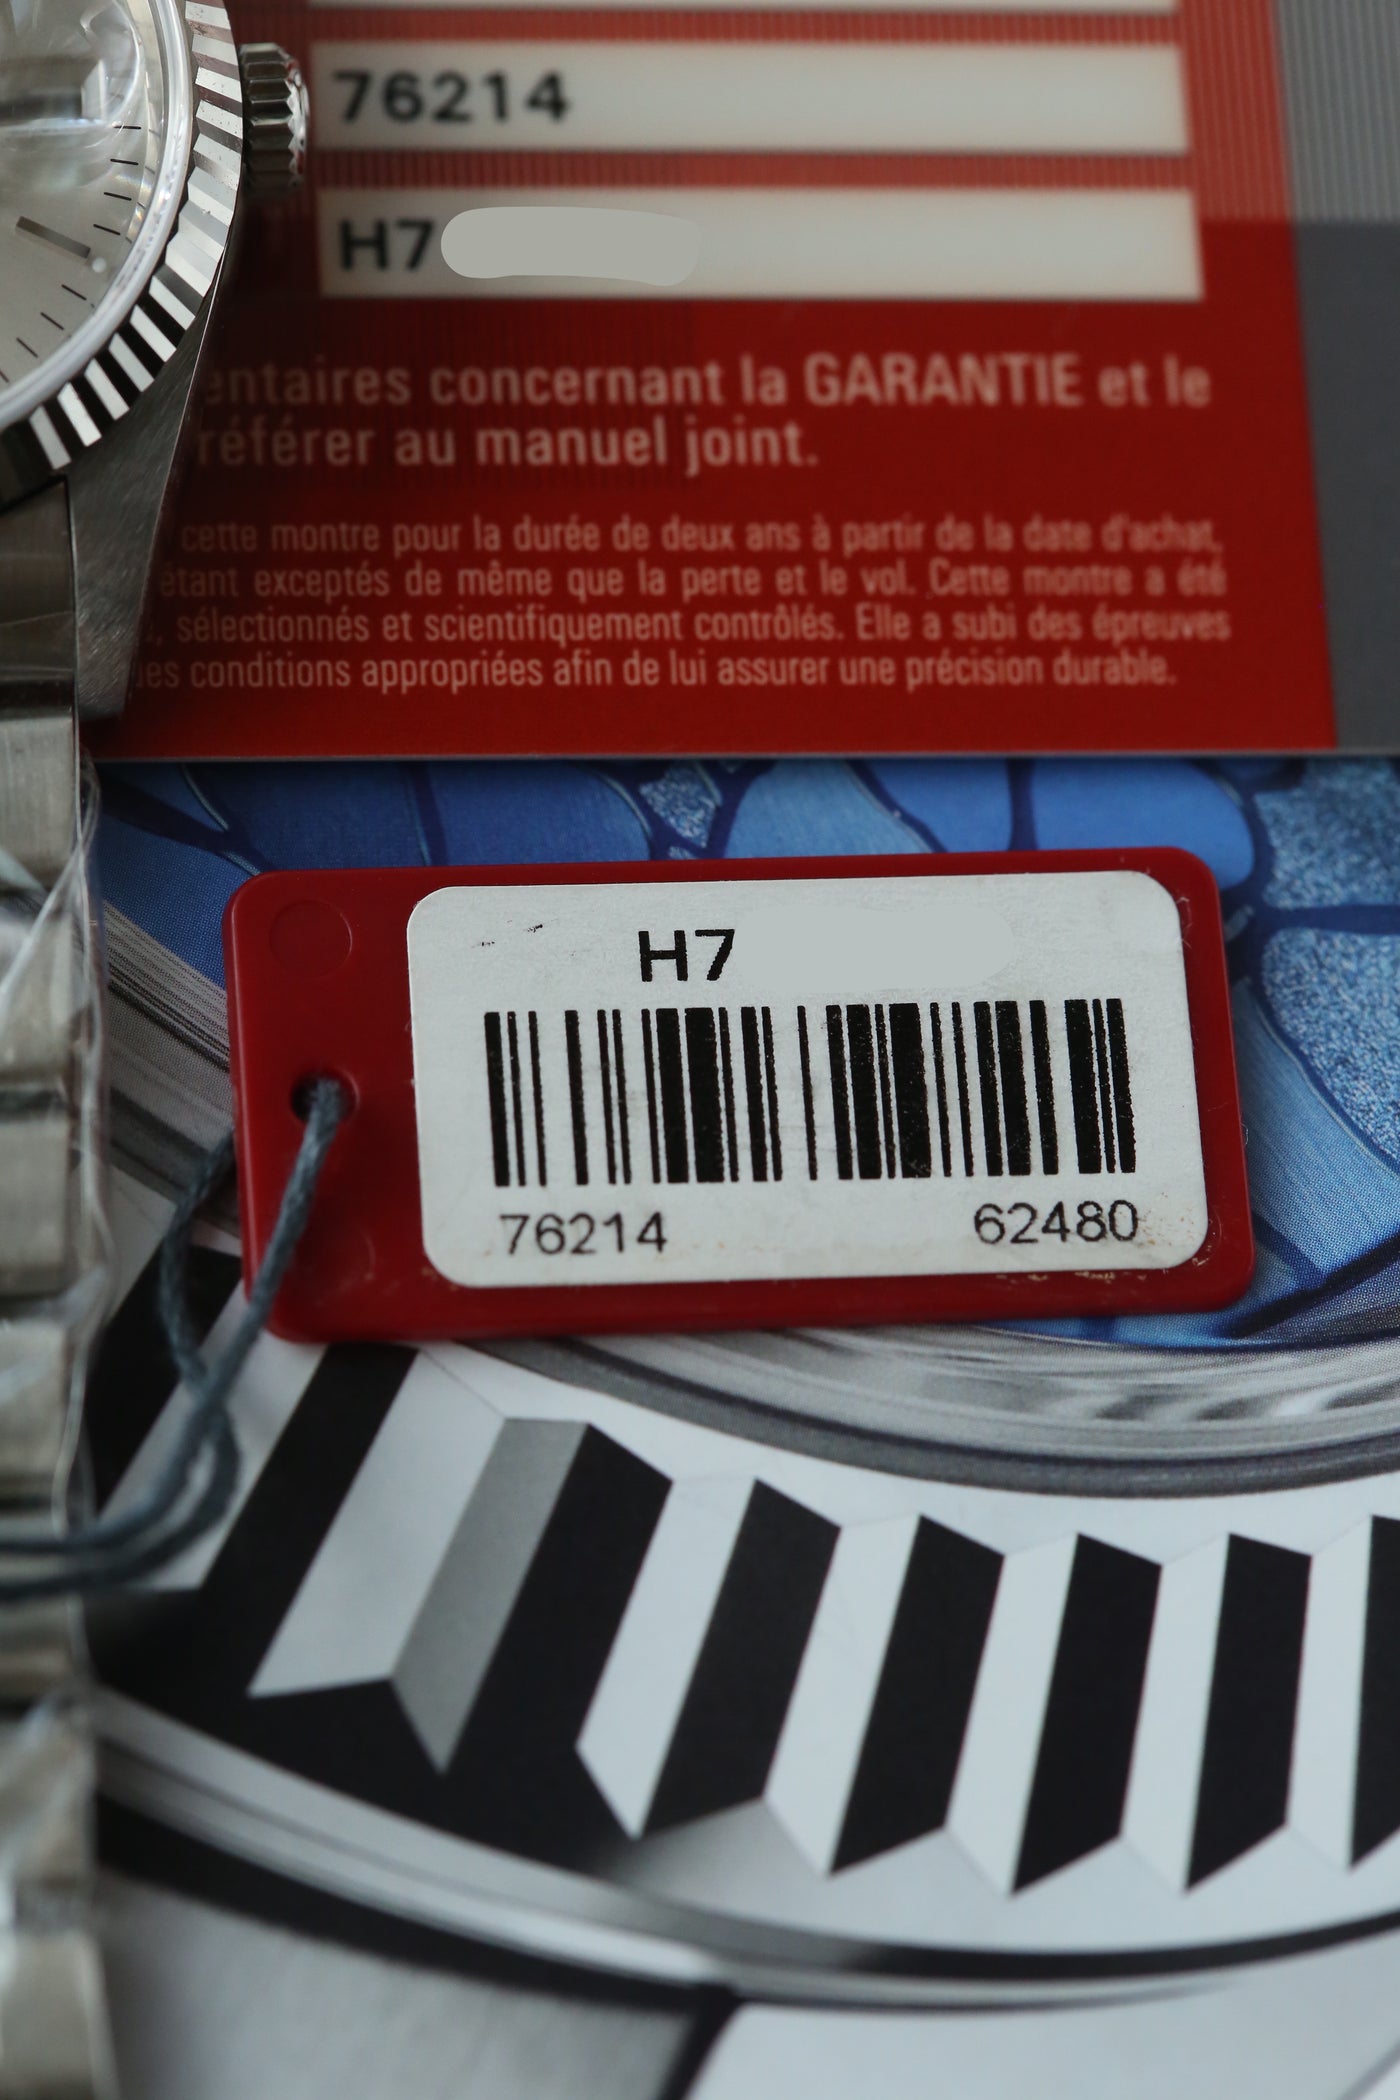 76214
H7
entaires concernant la GARANTIE et le
référer au manuel joint.
cette montre pour la durée de deux ans à partir de la date d'achat,
étant exceptés de même que la perte et le vol. Cette montre a été
, sélectionnés et scientifiquement contrôlés. Elle a subi des épreuves
es conditions appropriées afin de lui assurer une précision durable.
H7
76214 62480